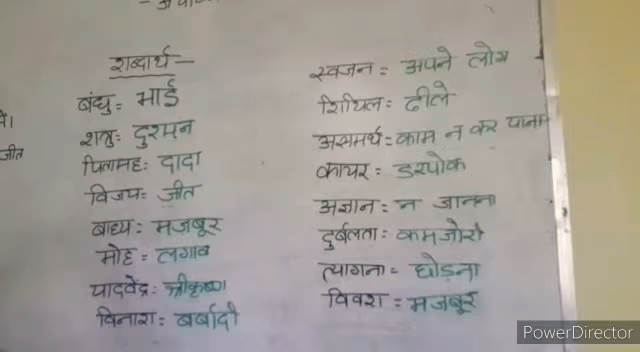 शब्दार्थ —
बंधु = भाई
शत्रु = दुश्मन
पितामह = दादा
विजय = जीत
बाध्य = मजबूर
मोह = लगाव
यादवेंद्र = श्रीकृष्ण
विनाश = बर्बादी
स्वजन = अपने लोग
शिथिल = ढीले
असमर्थ = काम न कर पाना
कायर = डरपोक
अज्ञान = न जानना
दुर्बलता = कमजोरी
त्यागना = छोड़ना
विवश = मजबूर
जीत
PowerDirector